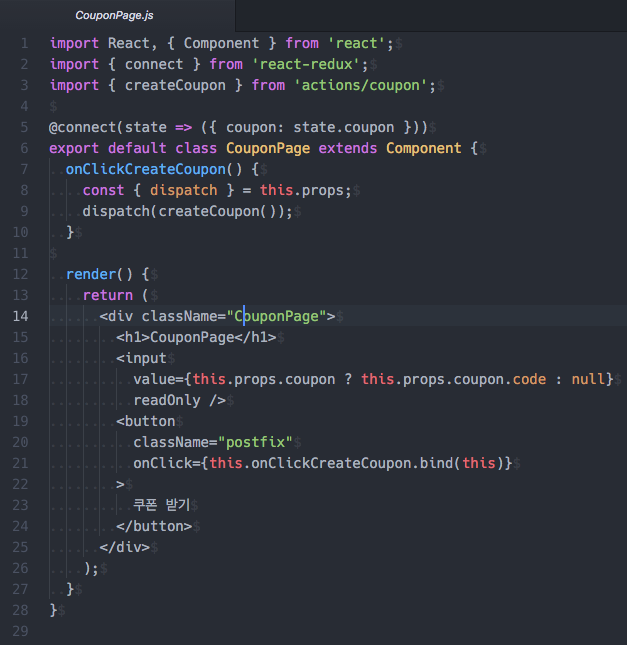 CouponPage.js
1 import React, { Component } from 'react';
2 import { connect } from 'react-redux';
3 import { createCoupon } from 'actions/coupon';
4
5 @connect(state => ({ coupon: state.coupon }))
6 export default class CouponPage extends Component {
7   onClickCreateCoupon() {
8     const { dispatch } = this.props;
9     dispatch(createCoupon());
10   }
11
12   render() {
13     return (
14       <div className="CouponPage">
15         <h1>CouponPage</h1>
16         <input
17           value={this.props.coupon ? this.props.coupon.code : null}
18           readOnly />
19         <button
20           className="postfix"
21           onClick={this.onClickCreateCoupon.bind(this)}
22         >
23           쿠폰 받기
24         </button>
25       </div>
26     );
27   }
28 }
29